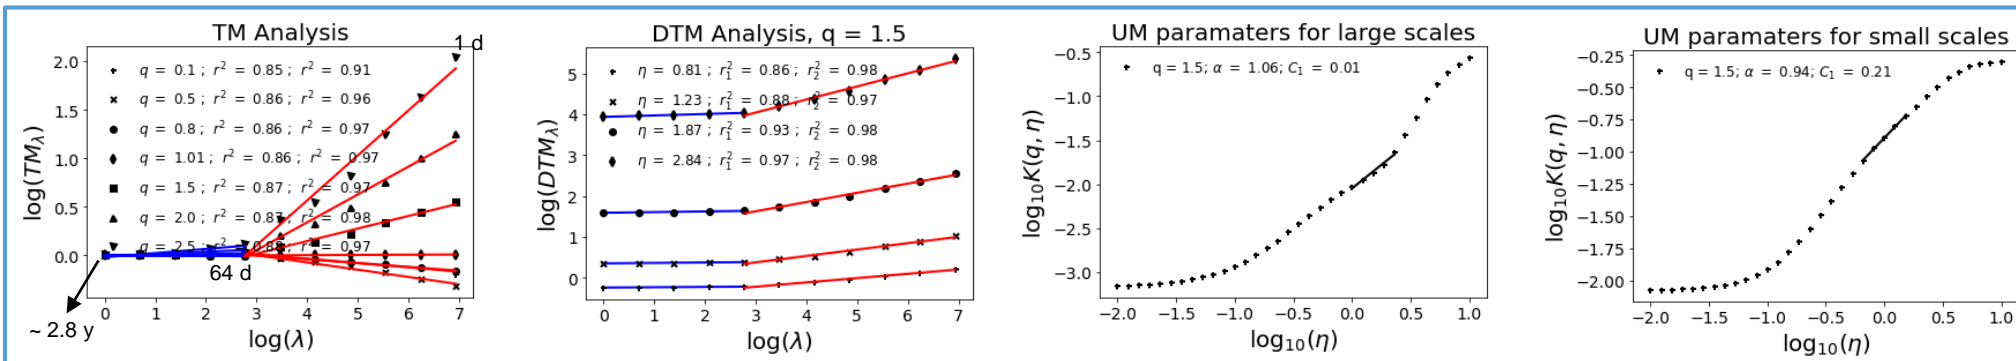 TM Analysis
1 d
q = 0.1 ; r² = 0.85 ; r² = 0.91
q = 0.5 ; r² = 0.86 ; r² = 0.96
q = 0.8 ; r² = 0.86 ; r² = 0.97
q = 1.01 ; r² = 0.86 ; r² = 0.97
q = 1.5 ; r² = 0.87 ; r² = 0.97
q = 2.0 ; r² = 0.87 ; r² = 0.98
q = 2.5 ; r² = 0.88 ; r² = 0.97
2.0
1.5
1.0
0.5
0.0
log(TM_λ)
64 d
~ 2.8 y
0 1 2 3 4 5 6 7
log(λ)
DTM Analysis, q = 1.5
η = 0.81 ; r₁² = 0.86 ; r₂² = 0.98
η = 1.23 ; r₁² = 0.88 ; r₂² = 0.97
η = 1.87 ; r₁² = 0.93 ; r₂² = 0.98
η = 2.84 ; r₁² = 0.97 ; r₂² = 0.98
5
4
3
2
1
0
log(DTM_λ)
0 1 2 3 4 5 6 7
log(λ)
UM paramaters for large scales
q = 1.5; α = 1.06; C₁ = 0.01
−0.5
−1.0
−1.5
−2.0
−2.5
−3.0
log₁₀K(q, η)
−2.0 −1.5 −1.0 −0.5 0.0 0.5 1.0
log₁₀(η)
UM paramaters for small scales
q = 1.5; α = 0.94; C₁ = 0.21
−0.25
−0.50
−0.75
−1.00
−1.25
−1.50
−1.75
−2.00
log₁₀K(q, η)
−2.0 −1.5 −1.0 −0.5 0.0 0.5 1.0
log₁₀(η)